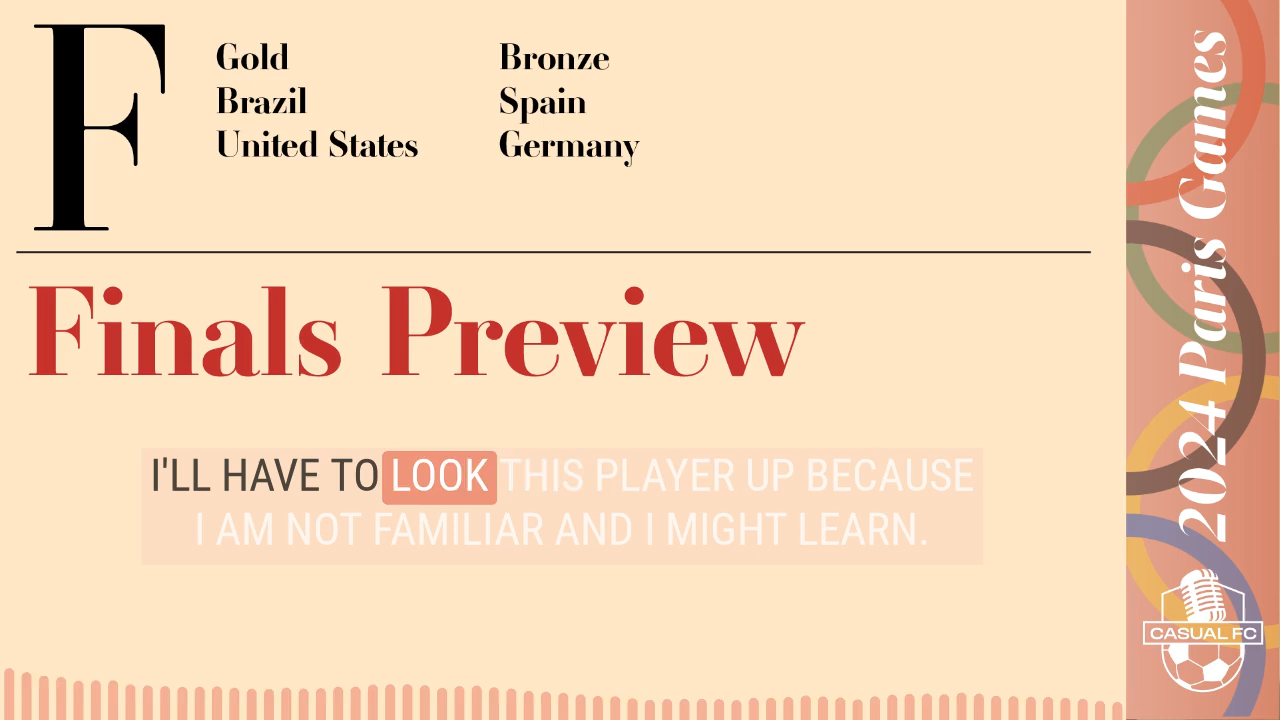 F
Gold
Brazil
United States
Bronze
Spain
Germany
Finals Preview
I'LL HAVE TO LOOK THIS PLAYER UP BECAUSE
I AM NOT FAMILIAR AND I MIGHT LEARN.
2024 Paris Games
CASUAL FC